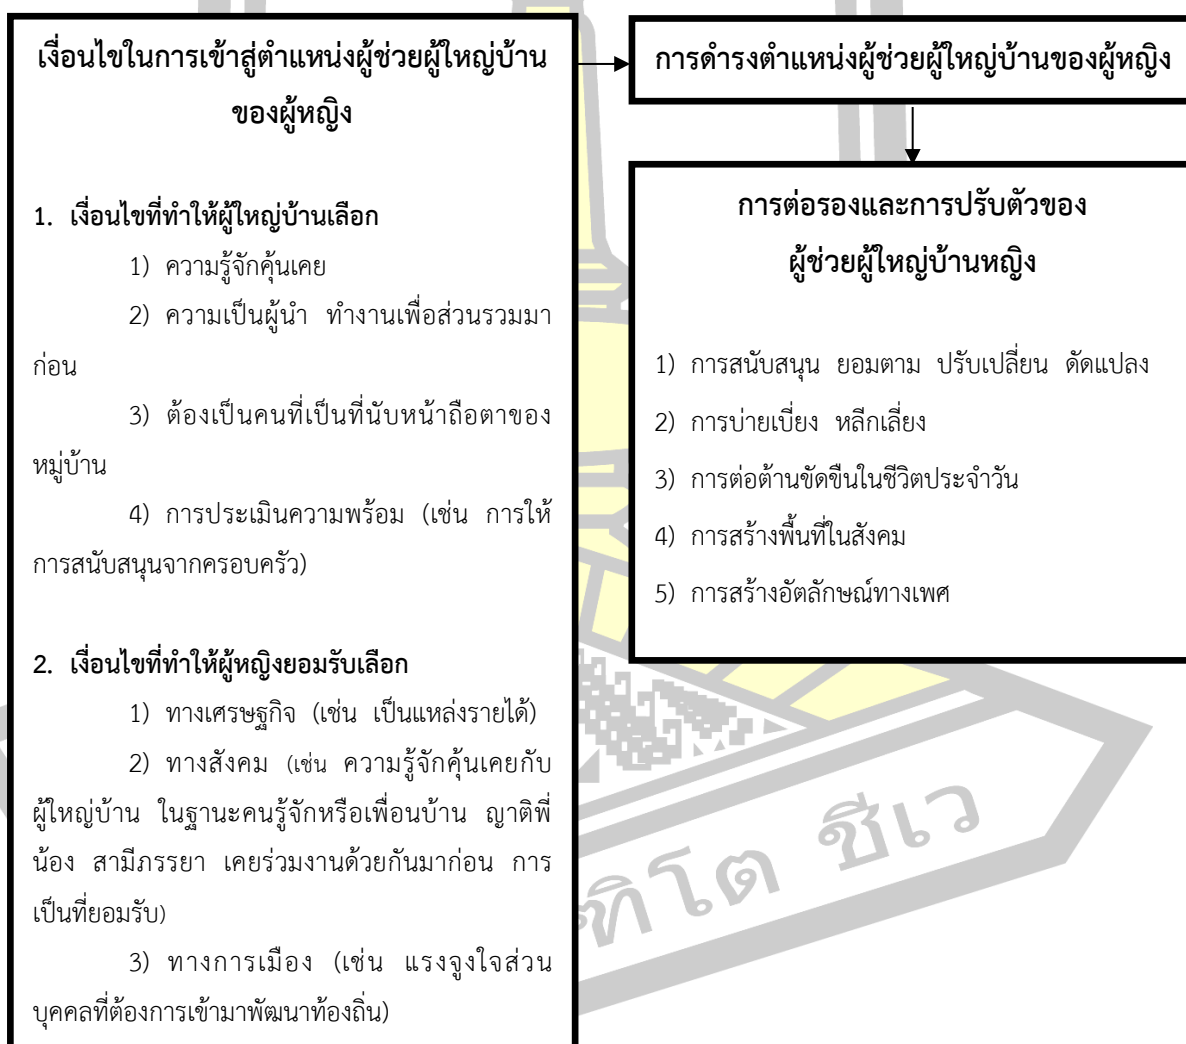 เงื่อนไขในการเข้าสู่ตำแหน่งผู้ช่วยผู้ใหญ่บ้าน
ของผู้หญิง
1. เงื่อนไขที่ทำให้ผู้ใหญ่บ้านเลือก
1) ความรู้จักคุ้นเคย
2) ความเป็นผู้นำ ทำงานเพื่อส่วนรวมมา
ก่อน
3) ต้องเป็นคนที่เป็นที่นับหน้าถือตาของ
หมู่บ้าน
4) การประเมินความพร้อม (เช่น การให้
การสนับสนุนจากครอบครัว)
2. เงื่อนไขที่ทำให้ผู้หญิงยอมรับเลือก
1) ทางเศรษฐกิจ (เช่น เป็นแหล่งรายได้)
2) ทางสังคม (เช่น ความรู้จักคุ้นเคยกับ
ผู้ใหญ่บ้าน ในฐานะคนรู้จักหรือเพื่อนบ้าน ญาติพี่
น้อง สามีภรรยา เคยร่วมงานด้วยกันมาก่อน การ
เป็นที่ยอมรับ)
3) ทางการเมือง (เช่น แรงจูงใจส่วน
บุคคลที่ต้องการเข้ามาพัฒนาท้องถิ่น)
การดำรงตำแหน่งผู้ช่วยผู้ใหญ่บ้านของผู้หญิง
การต่อรองและการปรับตัวของ
ผู้ช่วยผู้ใหญ่บ้านหญิง
1) การสนับสนุน ยอมตาม ปรับเปลี่ยน ดัดแปลง
2) การบ่ายเบี่ยง หลีกเลี่ยง
3) การต่อต้านขัดขืนในชีวิตประจำวัน
4) การสร้างพื้นที่ในสังคม
5) การสร้างอัตลักษณ์ทางเพศ
ฑิโต ชีเว